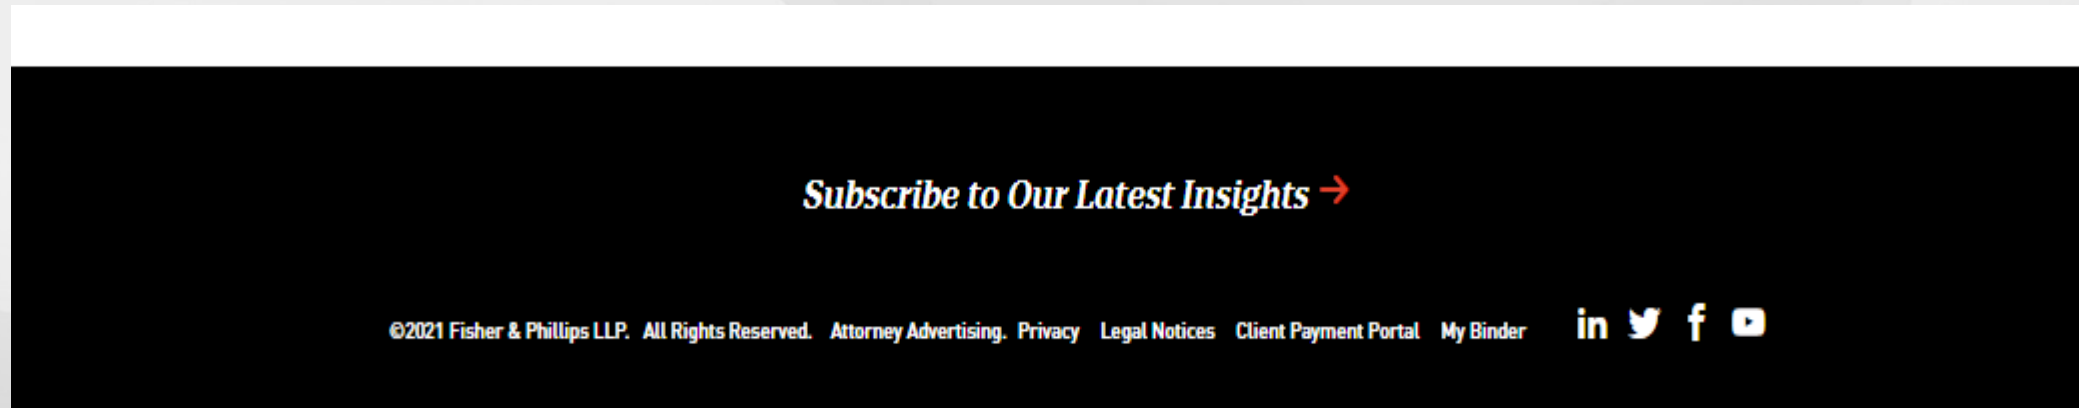 Subscribe to Our Latest Insights →
©2021 Fisher & Phillips LLP. All Rights Reserved. Attorney Advertising. Privacy Legal Notices Client Payment Portal My Binder in f